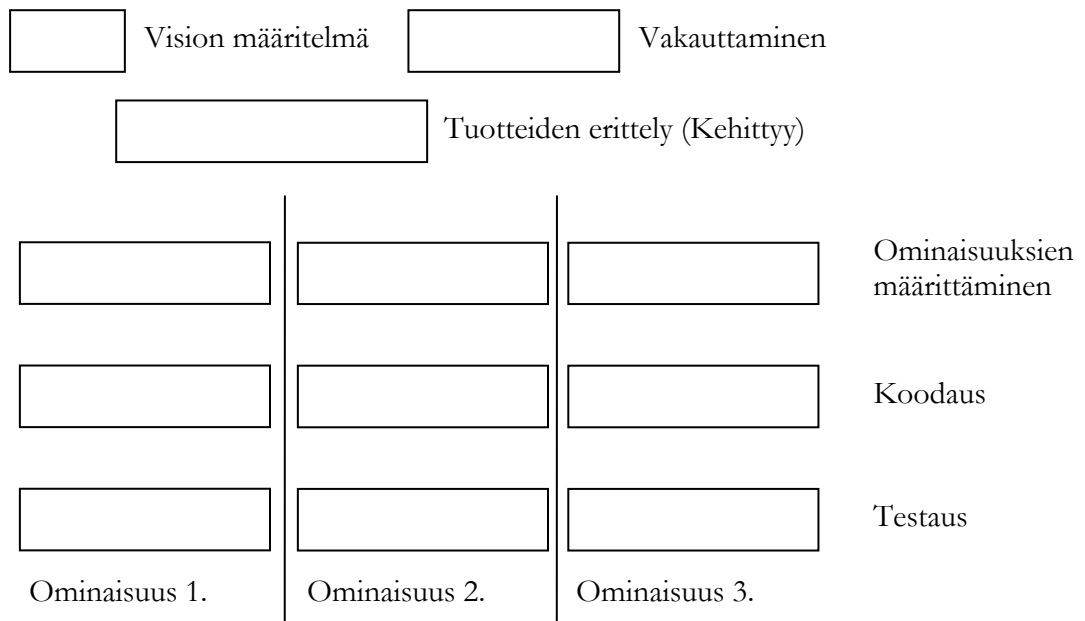 Vision määritelmä
Vakauttaminen
Tuotteiden erittely (Kehittyy)
Ominaisuuksien
määrittäminen
Koodaus
Testaus
Ominaisuus 1.
Ominaisuus 2.
Ominaisuus 3.